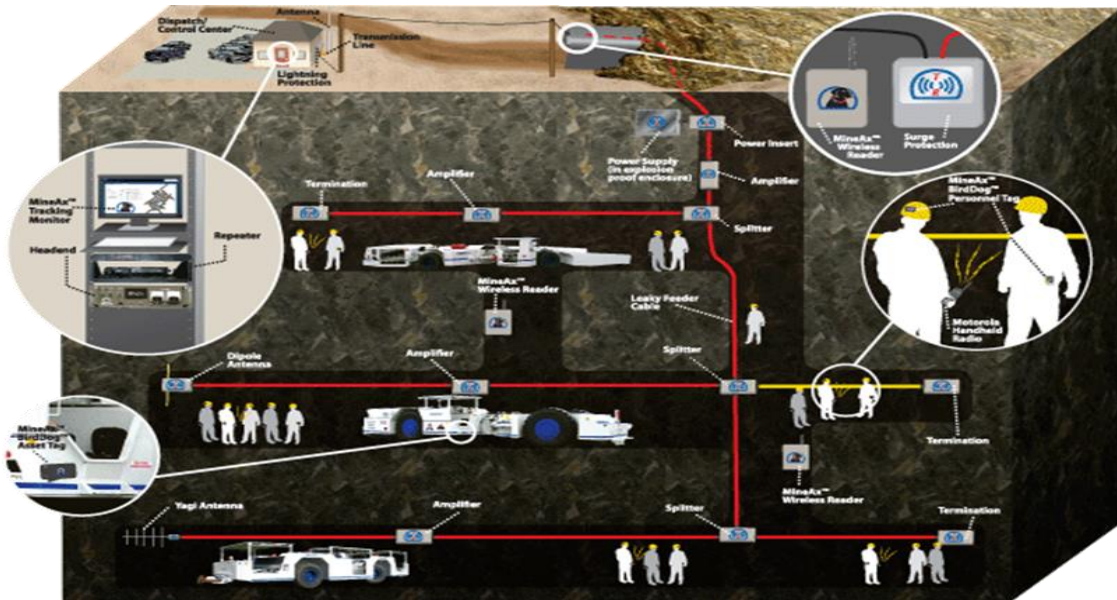 Dispatch/
Control Center
Antenna
Transmission
Line
Lightning
Protection
MineAx™
Wireless
Reader
Surge
Protection
Power Supply
(in explosion
proof enclosure)
Power Insert
Amplifier
MineAx™
BirdDog™
Personnel Tag
Motorola
Handheld
Radio
MineAx™
Tracking
Monitor
Headend
Repeater
Termination
Amplifier
Splitter
MineAx™
Wireless Reader
Leaky Feeder
Cable
Dipole
Antenna
Amplifier
Splitter
Termination
MineAx™
BirdDog™
Asset Tag
MineAx™
Wireless Reader
Yagi Antenna
Amplifier
Splitter
Termination